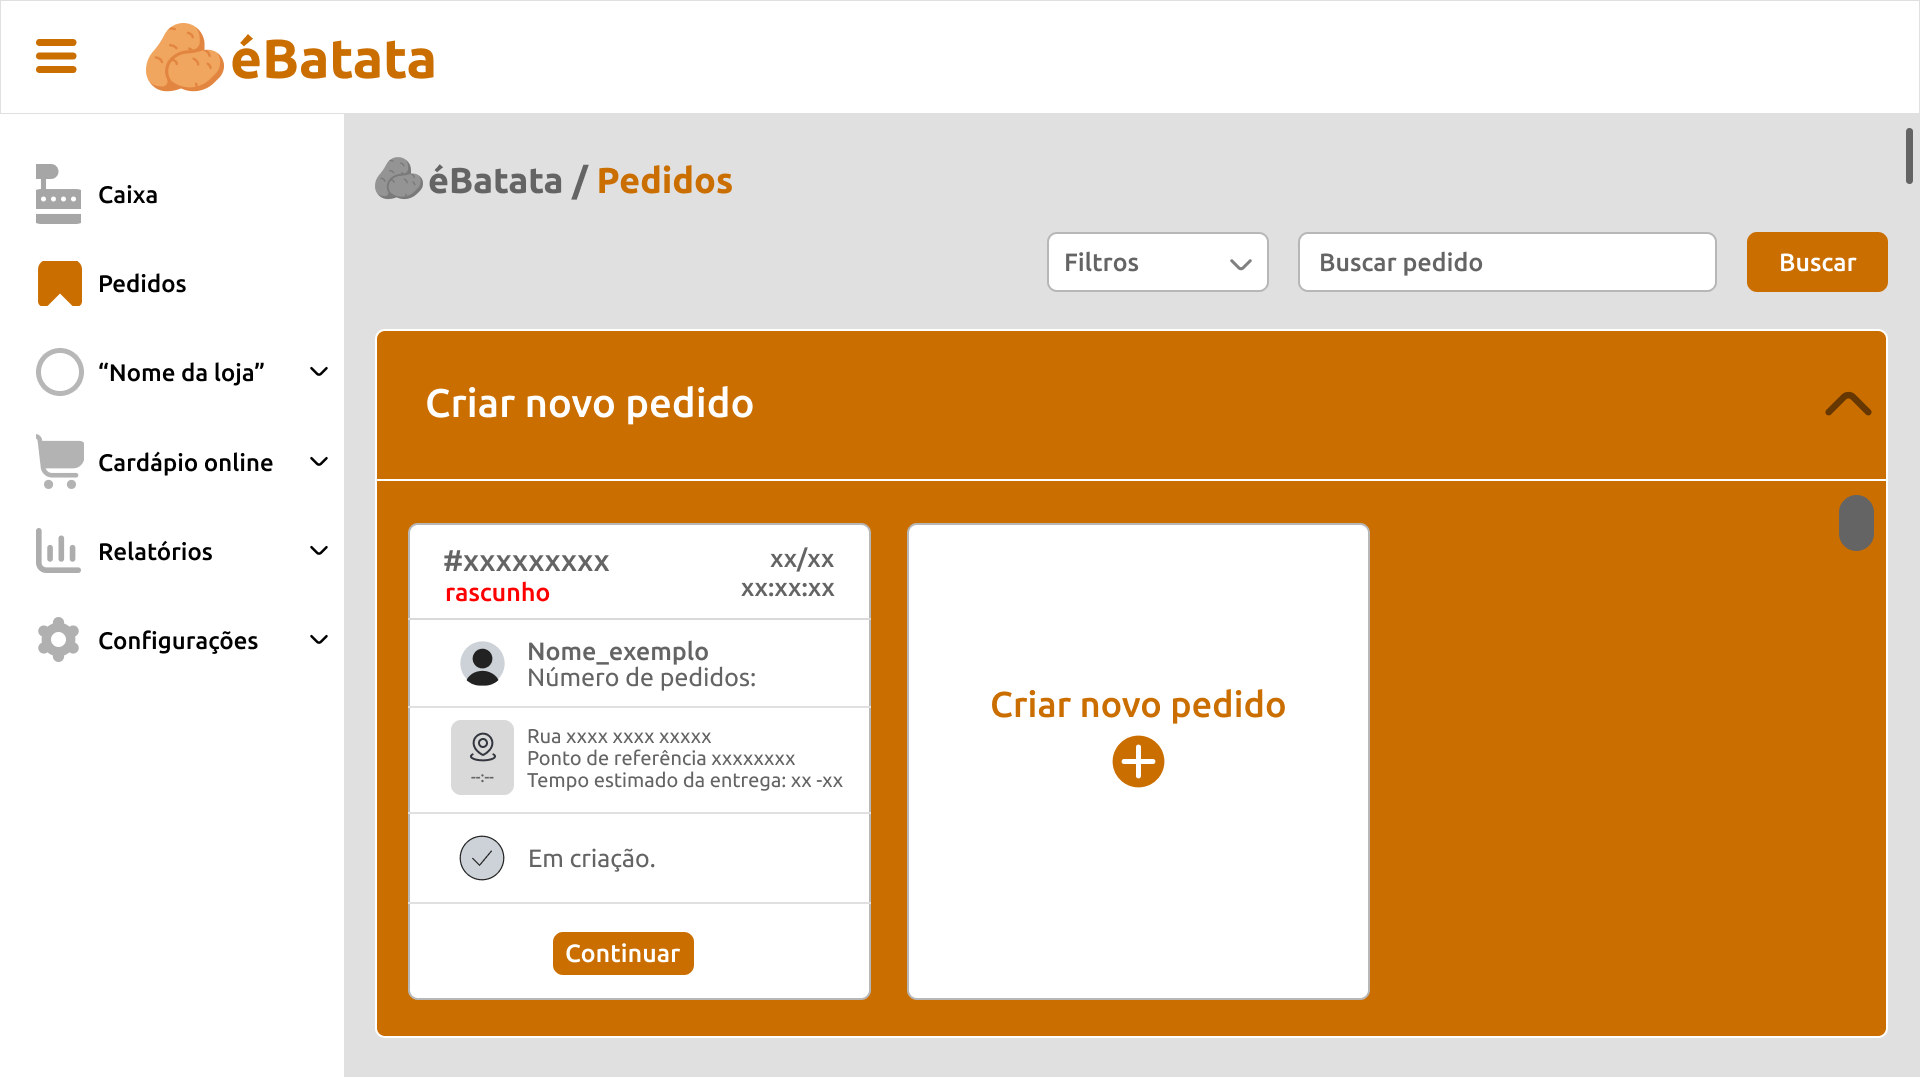 éBatata
Caixa
Pedidos
“Nome da loja”
Cardápio online
Relatórios
Configurações
éBatata / Pedidos
Filtros
Buscar pedido
Buscar
Criar novo pedido
#xxxxxxxxx
xx/xx
rascunho
xx:xx:xx
Nome_exemplo
Número de pedidos:
Rua xxxx xxxx xxxxx
Ponto de referência xxxxxxxx
Tempo estimado da entrega: xx -xx
--:--
Em criação.
Continuar
Criar novo pedido